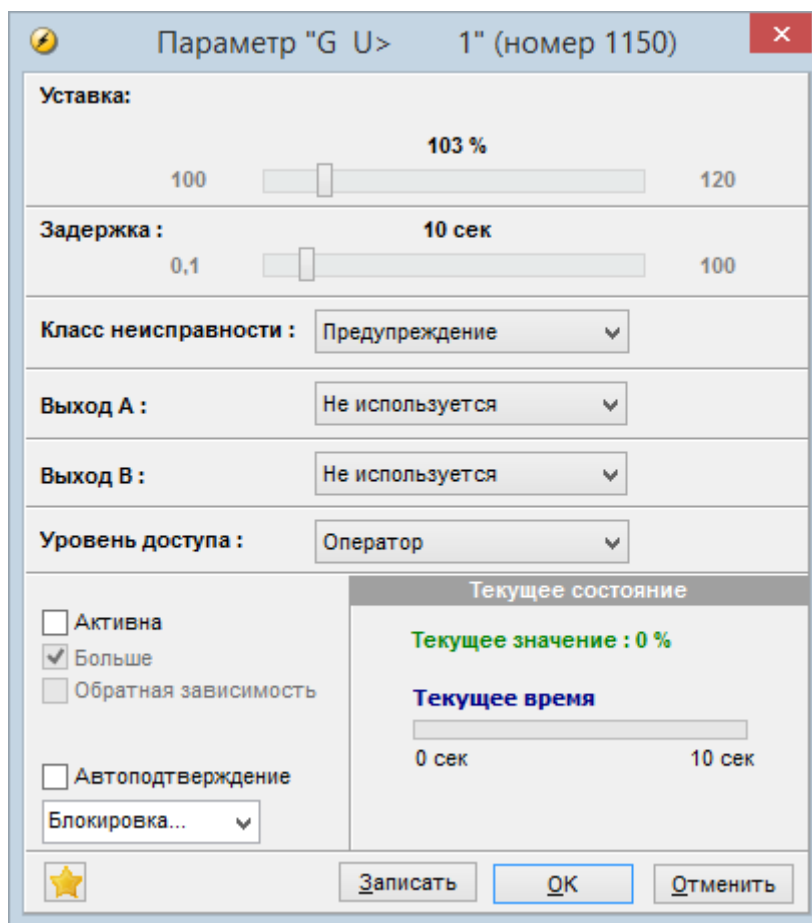 Параметр "G U> 1" (номер 1150)
Уставка:
103 %
100 120
Задержка : 10 сек
0,1 100
Класс неисправности : Предупреждение
Выход A : Не используется
Выход B : Не используется
Уровень доступа : Оператор
Текущее состояние
Активна
Больше
Обратная зависимость
Текущее значение : 0 %
Текущее время
0 сек 10 сек
Автоподтверждение
Блокировка...
Записать OK Отменить